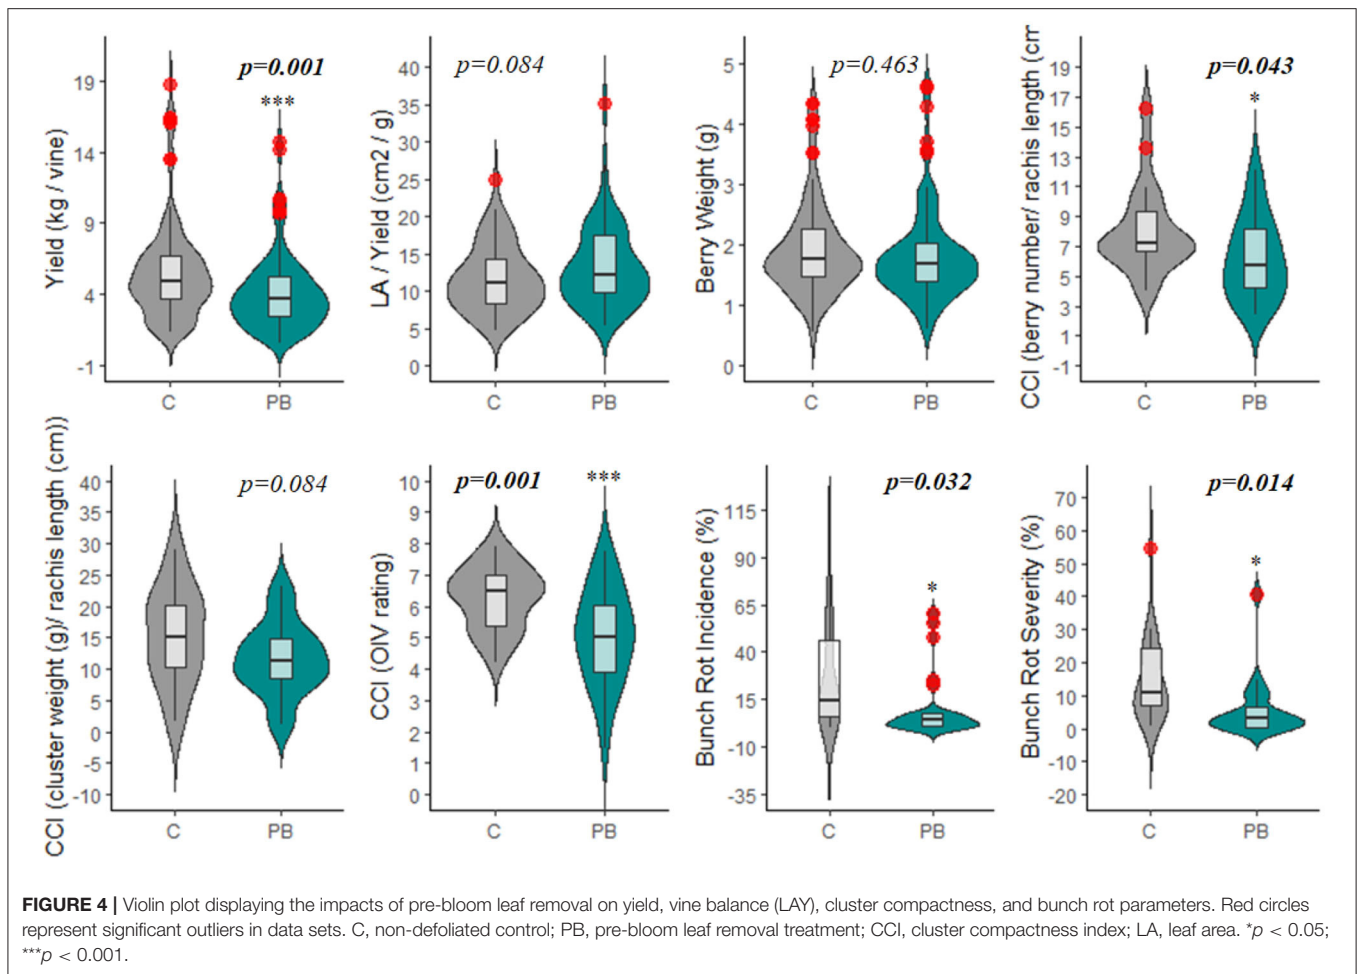 Yield (kg / vine)
19
14
9
4
-1
p=0.001
***
C
PB
LA / Yield (cm2 / g)
40
35
30
25
20
15
10
5
0
p=0.084
C
PB
Berry Weight (g)
5
4
3
2
1
0
p=0.463
C
PB
CCI (berry number/ rachis length (cm
19
17
15
13
11
9
7
5
3
1
-1
p=0.043
*
C
PB
CCI (cluster weight (g)/ rachis length (cm))
40
35
30
25
20
15
10
5
0
-5
-10
p=0.084
C
PB
CCI (OIV rating)
10
9
8
7
6
5
4
3
2
1
0
p=0.001
***
C
PB
Bunch Rot Incidence (%)
115
90
65
40
15
-10
-35
p=0.032
*
C
PB
Bunch Rot Severity (%)
70
60
50
40
30
20
10
0
-10
-20
p=0.014
*
C
PB
FIGURE 4 | Violin plot displaying the impacts of pre-bloom leaf removal on yield, vine balance (LAY), cluster compactness, and bunch rot parameters. Red circles
represent significant outliers in data sets. C, non-defoliated control; PB, pre-bloom leaf removal treatment; CCI, cluster compactness index; LA, leaf area. *p < 0.05;
***p < 0.001.